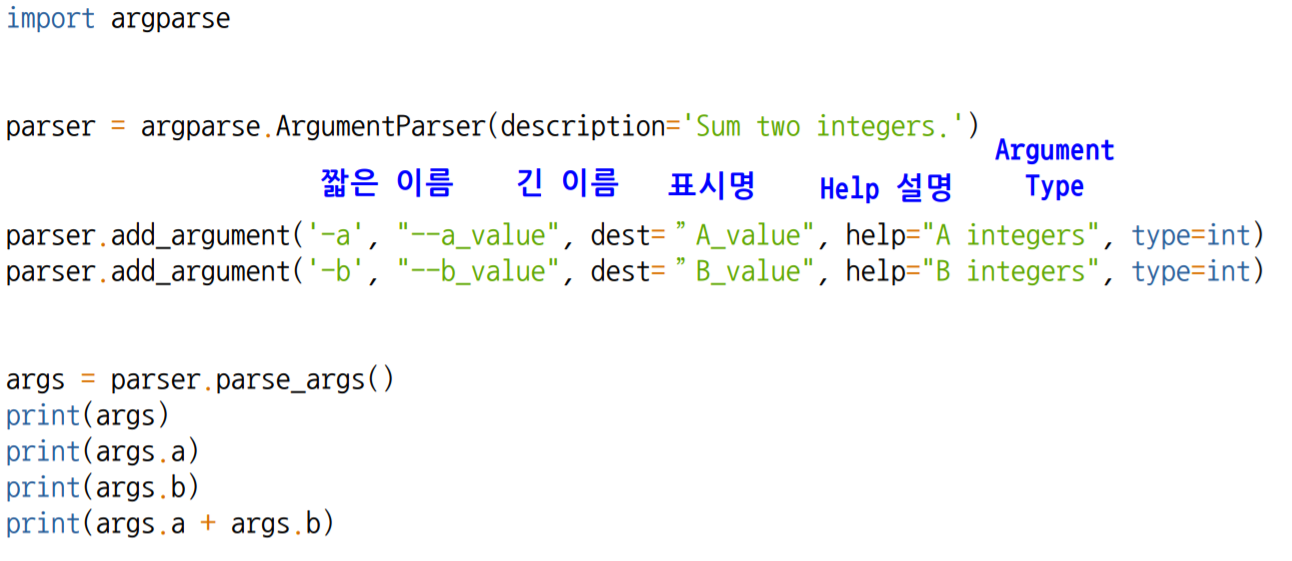 import argparse
parser = argparse.ArgumentParser(description='Sum two integers.')
짧은 이름 긴 이름 표시명 Help 설명 Argument Type
parser.add_argument('-a', "--a_value", dest=”A_value", help="A integers", type=int)
parser.add_argument('-b', "--b_value", dest=”B_value", help="B integers", type=int)
args = parser.parse_args()
print(args)
print(args.a)
print(args.b)
print(args.a + args.b)